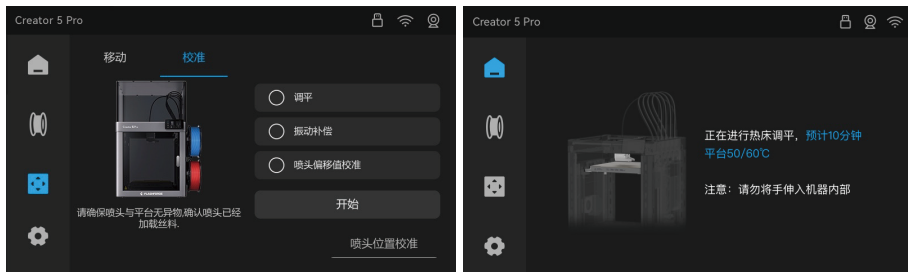 Creator 5 Pro
移动
校准
调平
振动补偿
喷头偏移值校准
开始
请确保喷头与平台无异物,确认喷头已经
加载丝料.
喷头位置校准
Creator 5 Pro
正在进行热床调平，预计10分钟
平台50/60℃
注意：请勿将手伸入机器内部